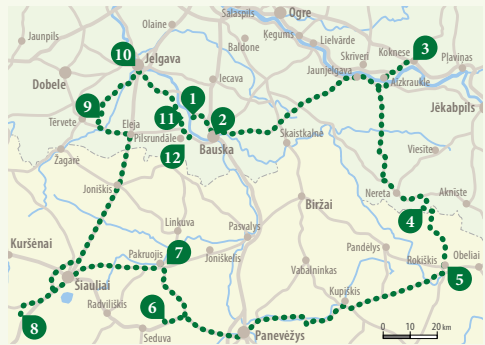 Olaine
Salaspils
Ogre
Jaunpils
Baldone
Ķegums
Lielvārde
Koknese
3
10
Jelgava
Skrīveri
Pļaviņas
Dobele
Iecava
Jaunjelgava
Aizkraukle
9
1
2
Jēkabpils
Tērvete
Eleja
11
Pilsrundāle
Bauska
Skaistkalne
Viesīte
12
Žagarė
Joniškis
Nereta
Akniste
4
Linkuva
Biržai
Kuršėnai
Pakruojis
7
Pasvalys
Joniškelis
Pandėlys
Rokiškis
Obeliai
5
Vabalninkas
Šiauliai
Radviliškis
6
Kupiškis
8
Seduva
Panevėžys
0 10 20 km